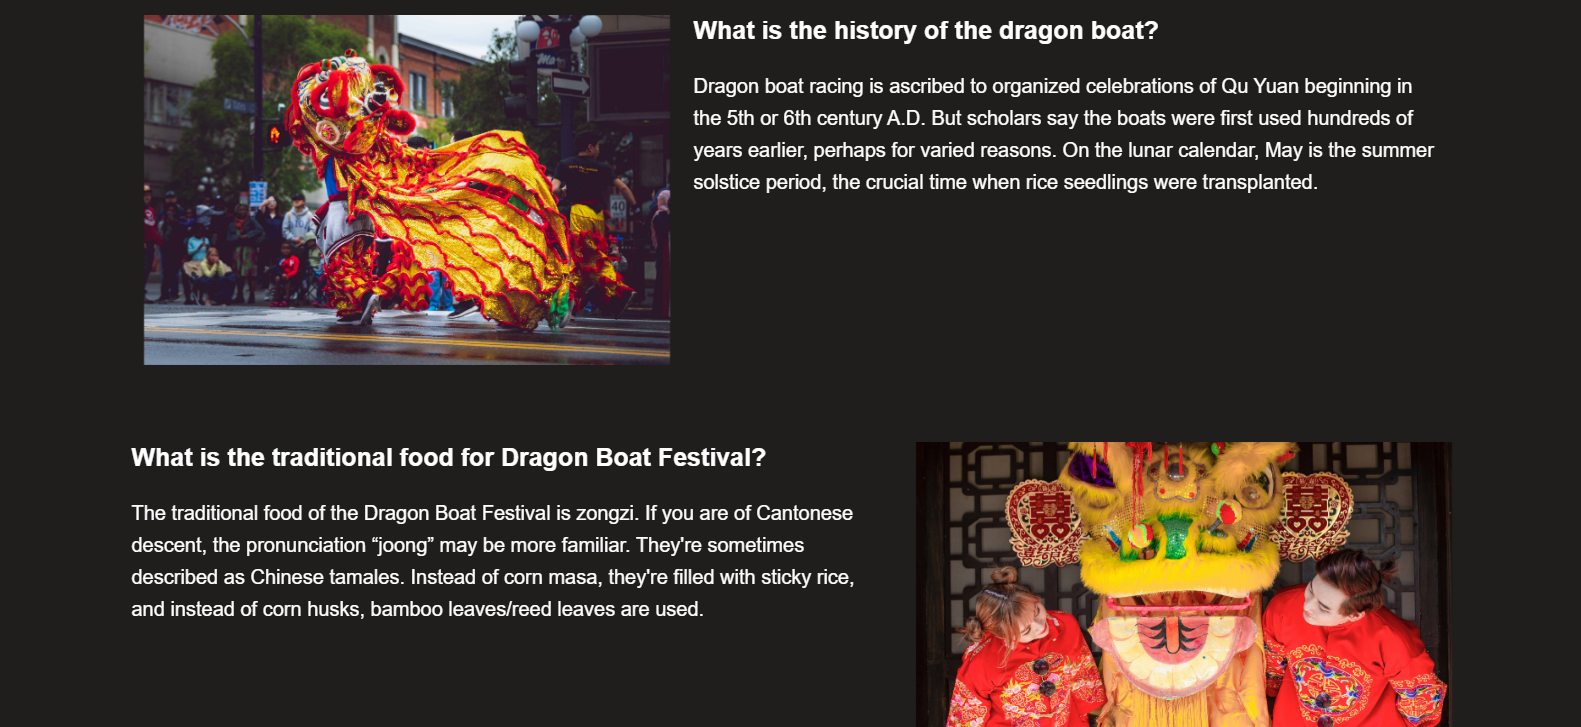 What is the history of the dragon boat?
Dragon boat racing is ascribed to organized celebrations of Qu Yuan beginning in
the 5th or 6th century A.D. But scholars say the boats were first used hundreds of
years earlier, perhaps for varied reasons. On the lunar calendar, May is the summer
solstice period, the crucial time when rice seedlings were transplanted.
40
What is the traditional food for Dragon Boat Festival?
The traditional food of the Dragon Boat Festival is zongzi. If you are of Cantonese
descent, the pronunciation “joong” may be more familiar. They're sometimes
described as Chinese tamales. Instead of corn masa, they're filled with sticky rice,
and instead of corn husks, bamboo leaves/reed leaves are used.
囍
囍